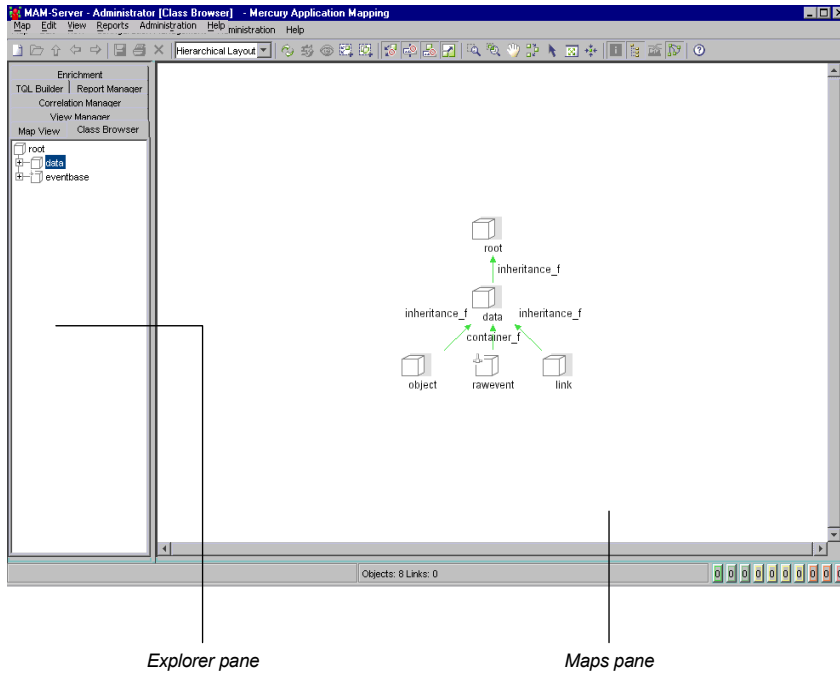 MAM-Server - Administrator [Class Browser] - Mercury Application Mapping
Map Edit View Reports Administration Help ministration Help
Hierarchical Layout
Enrichment
TQL Builder Report Manager
Correlation Manager
View Manager
Map View Class Browser
root
data
eventbase
root
inheritance_f
inheritance_f data inheritance_f
container_f
object rawevent link
Objects: 8 Links: 0
0 0 0 0 0 0 0 0 0
Explorer pane Maps pane